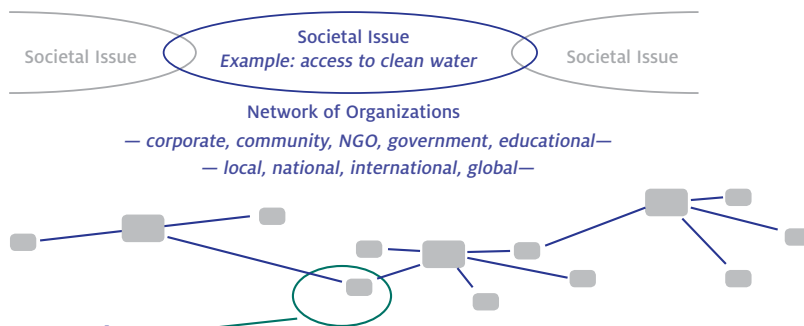 Societal Issue
Societal Issue
Example: access to clean water
Societal Issue
Network of Organizations
— corporate, community, NGO, government, educational—
— local, national, international, global—